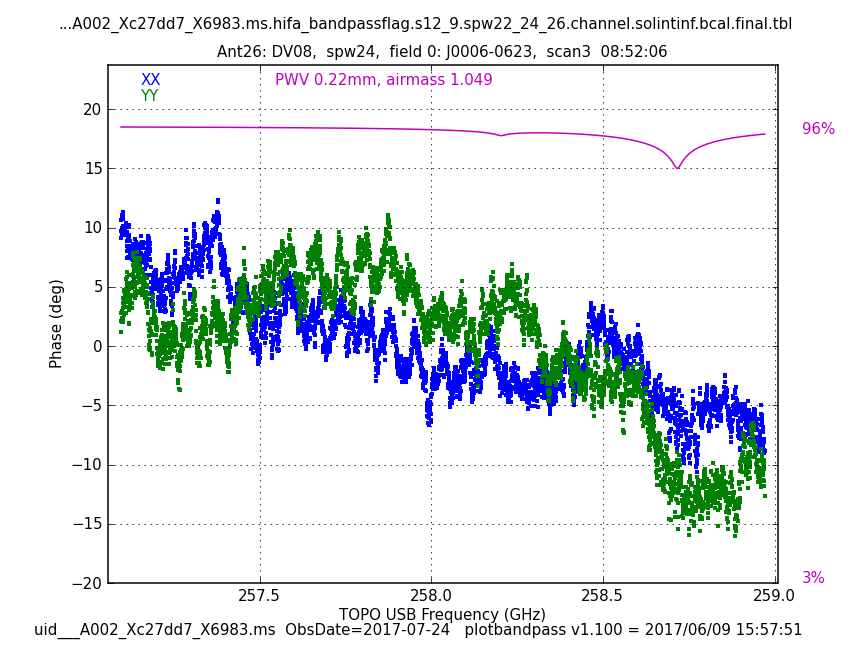 ...A002_Xc27dd7_X6983.ms.hifa_bandpassflag.s12_9.spw22_24_26.channel.solintinf.bcal.final.tbl
Ant26: DV08,  spw24,  field 0: J0006-0623,  scan3  08:52:06
XX
YY
PWV 0.22mm, airmass 1.049
96%
3%
Phase (deg)
20
15
10
5
0
−5
−10
−15
−20
257.5
258.0
258.5
259.0
TOPO USB Frequency (GHz)
uid___A002_Xc27dd7_X6983.ms  ObsDate=2017-07-24   plotbandpass v1.100 = 2017/06/09 15:57:51